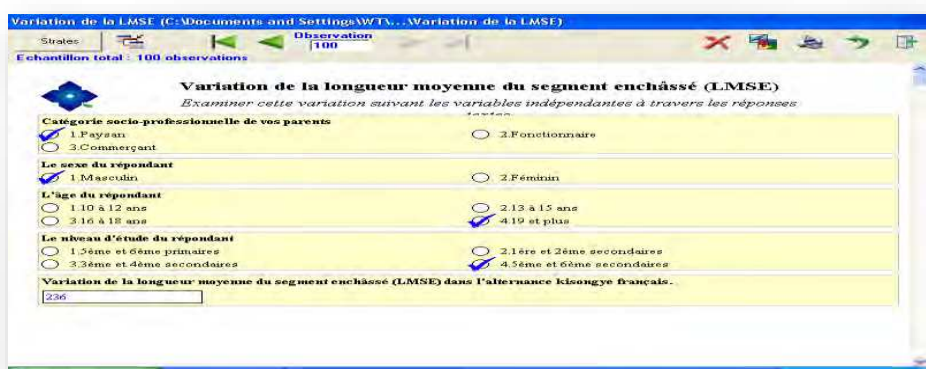 Variation de la LMSE (C:\Documents and Settings\WT\...\Variation de la LMSE)
Strates
Observation
100
Echantillon total : 100 observations
Variation de la longueur moyenne du segment enchâssé (LMSE)
Examiner cette variation suivant les variables indépendantes à travers les réponses
Catégorie socio-professionnelle de vos parents
1.Paysan 2.Fonctionnaire
3.Commerçant
Le sexe du répondant
1.Masculin 2.Féminin
L'âge du répondant
1.10 à 12 ans 2.13 à 15 ans
3.16 à 18 ans 4.19 et plus
Le niveau d'étude du répondant
1.5ème et 6ème primaires 2.1ère et 2ème secondaires
3.3ème et 4ème secondaires 4.5ème et 6ème secondaires
Variation de la longueur moyenne du segment enchâssé (LMSE) dans l'alternance kisongye français.
236